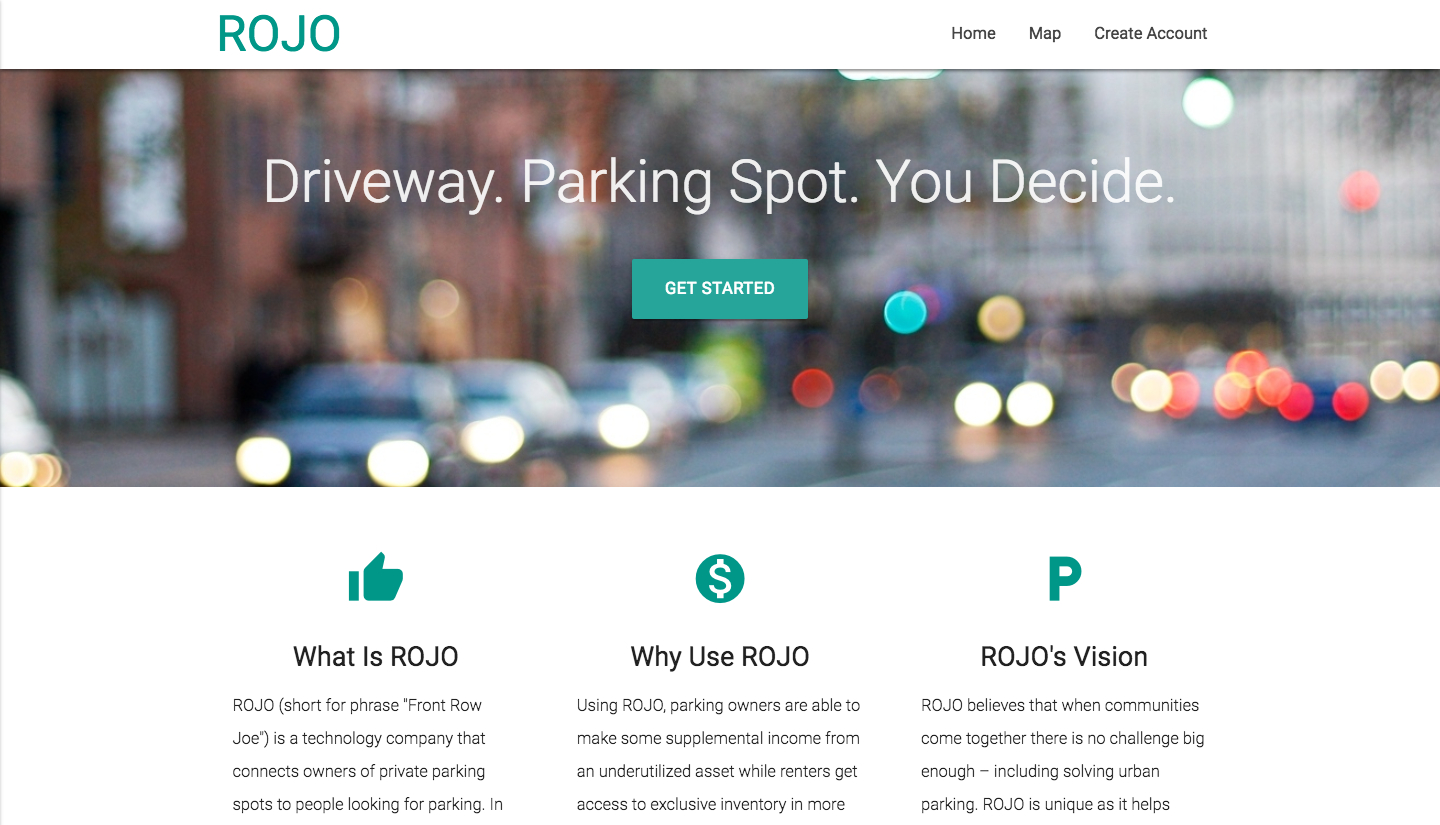 ROJO
Home Map Create Account
Driveway. Parking Spot. You Decide.
GET STARTED
What Is ROJO
ROJO (short for phrase "Front Row
Joe") is a technology company that
connects owners of private parking
spots to people looking for parking. In
Why Use ROJO
Using ROJO, parking owners are able to
make some supplemental income from
an underutilized asset while renters get
access to exclusive inventory in more
P
ROJO's Vision
ROJO believes that when communities
come together there is no challenge big
enough – including solving urban
parking. ROJO is unique as it helps